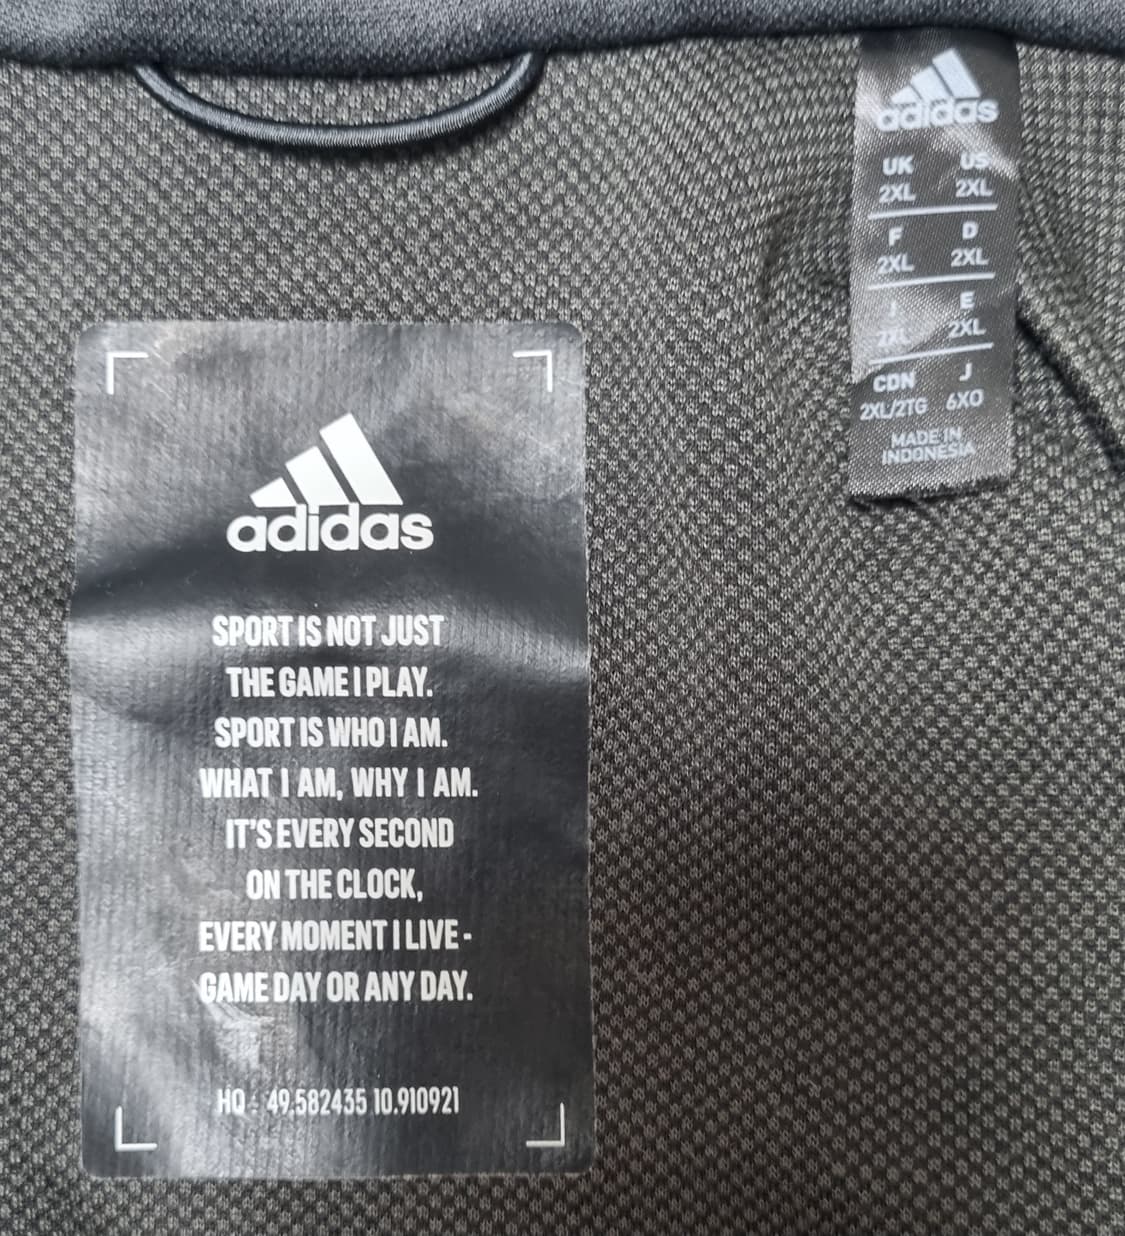 adidas
SPORT IS NOT JUST
THE GAME I PLAY.
SPORT IS WHO I AM.
WHAT I AM, WHY I AM.
IT'S EVERY SECOND
ON THE CLOCK,
EVERY MOMENT I LIVE -
GAME DAY OR ANY DAY.
HQ : 49.582435 10.910921
adidas
UK US
2XL 2XL
F D
2XL 2XL
I E
2XL 2XL
CDN J
2XL/2TG 6XO
MADE IN
INDONESIA